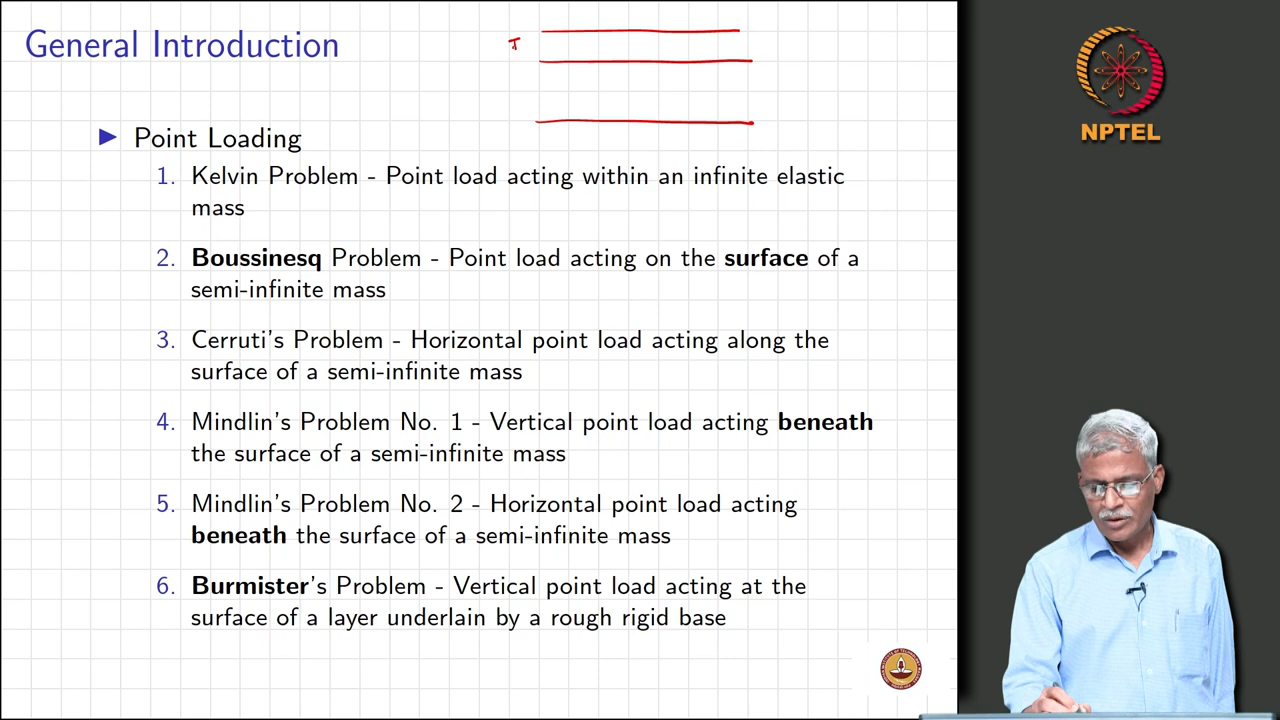 General Introduction
NPTEL
▶ Point Loading
1. Kelvin Problem - Point load acting within an infinite elastic
mass
2. Boussinesq Problem - Point load acting on the surface of a
semi-infinite mass
3. Cerruti's Problem - Horizontal point load acting along the
surface of a semi-infinite mass
4. Mindlin's Problem No. 1 - Vertical point load acting beneath
the surface of a semi-infinite mass
5. Mindlin's Problem No. 2 - Horizontal point load acting
beneath the surface of a semi-infinite mass
6. Burmister's Problem - Vertical point load acting at the
surface of a layer underlain by a rough rigid base